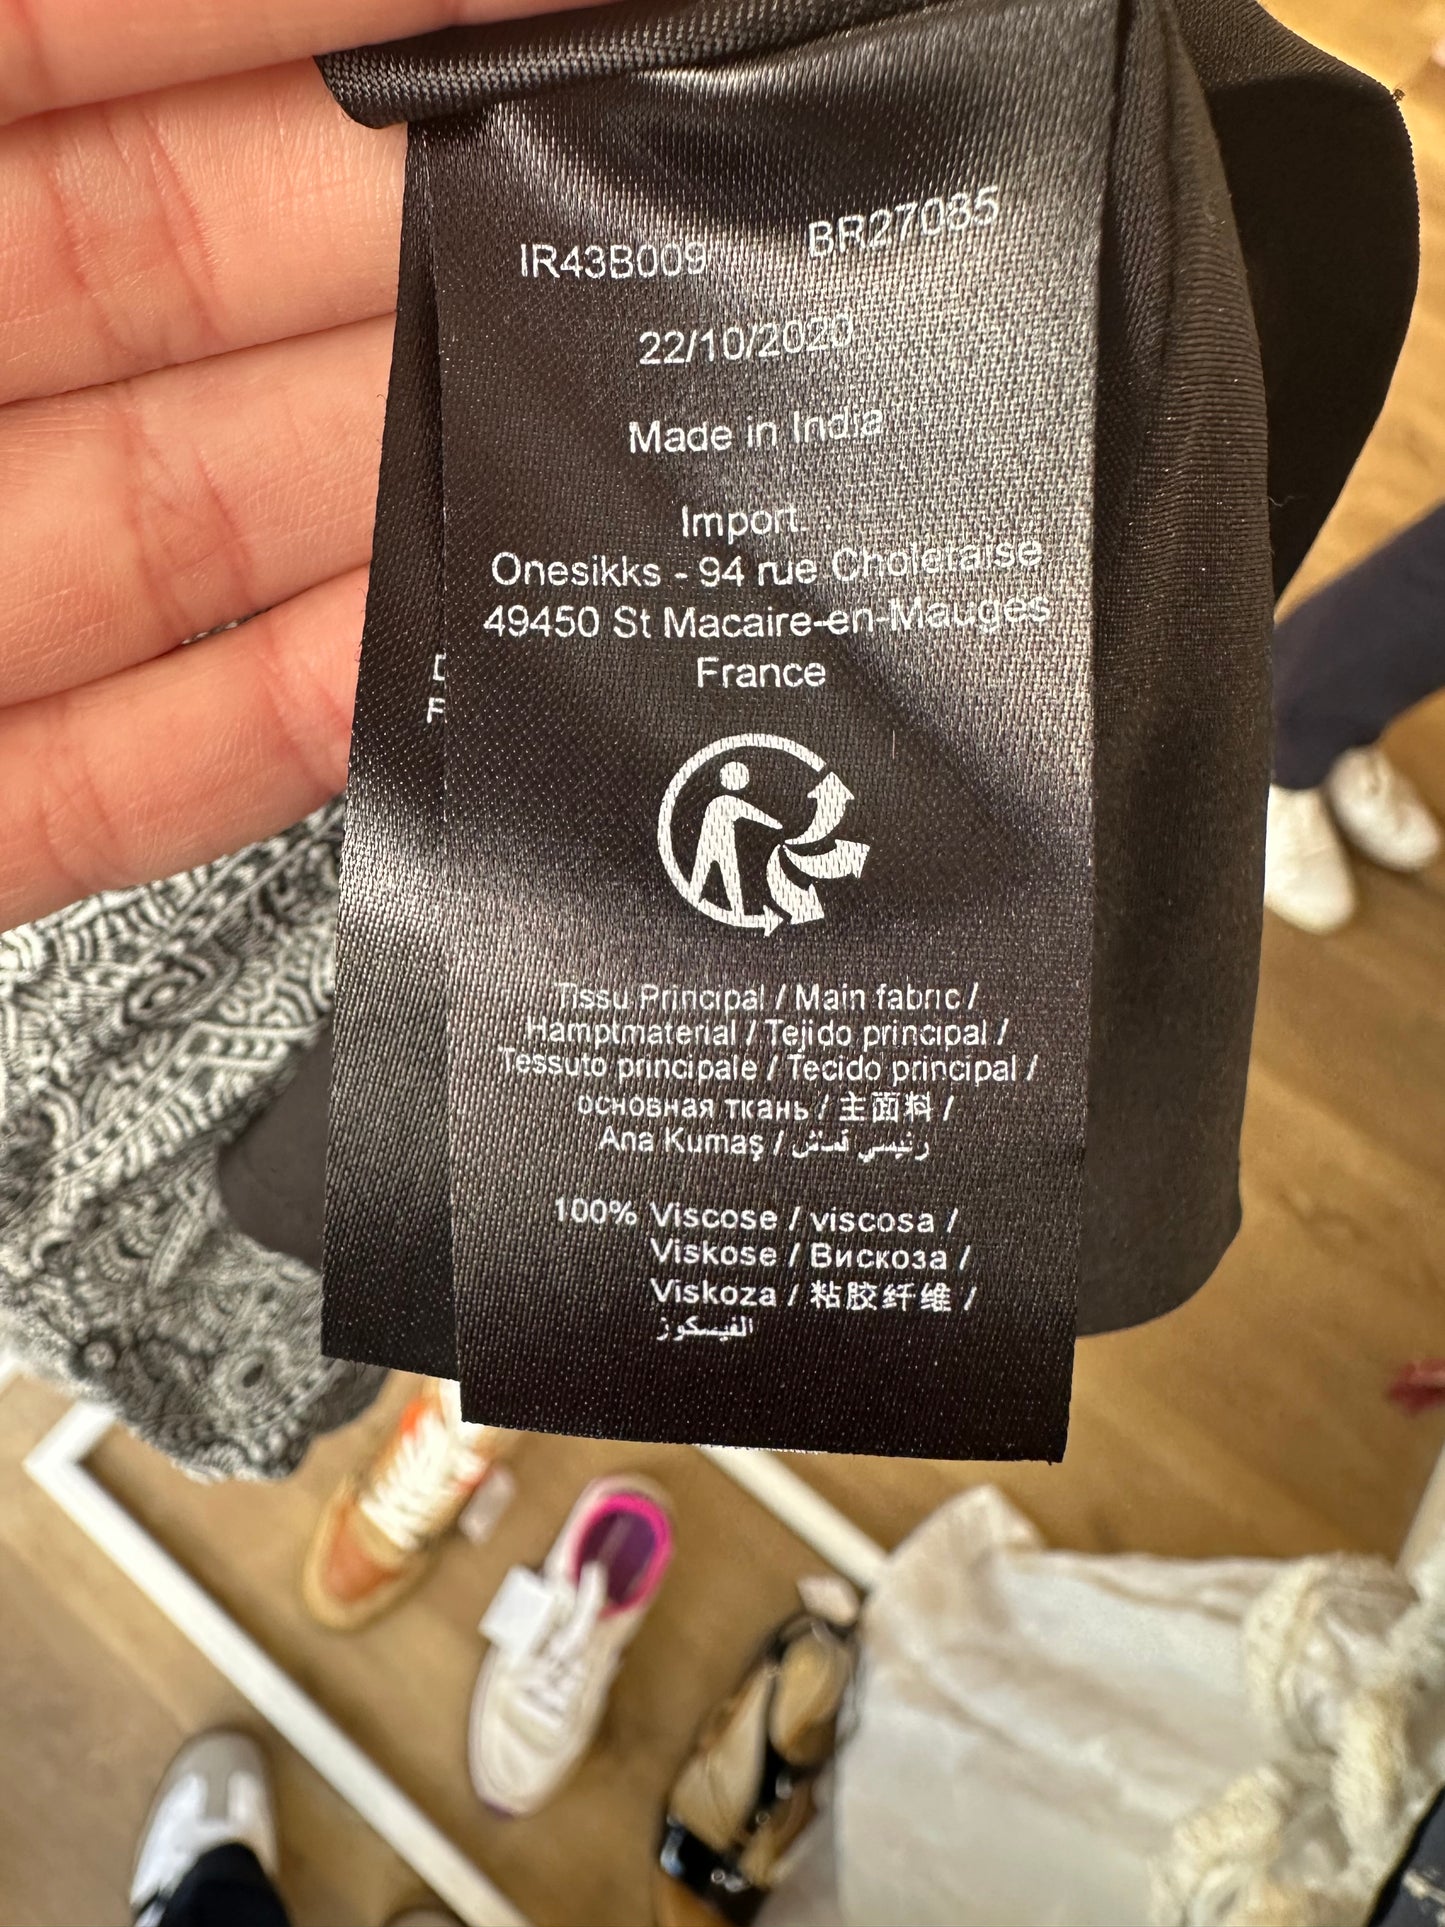 IR43B009 BR27085
22/10/2020
Made in India
Import.
Onesikks - 94 rue Choletaise
49450 St Macaire-en-Mauges
France
D
F
Tissu Principal / Main fabric /
Hamptmaterial / Tejido principal /
Tessuto principale / Tecido principal /
основная ткань / 主面料 /
Ana Kumaş / رئيسي قماش
100% Viscose / viscosa /
Viskose / Вискоза /
Viskoza / 粘胶纤维 /
الفيسكوز